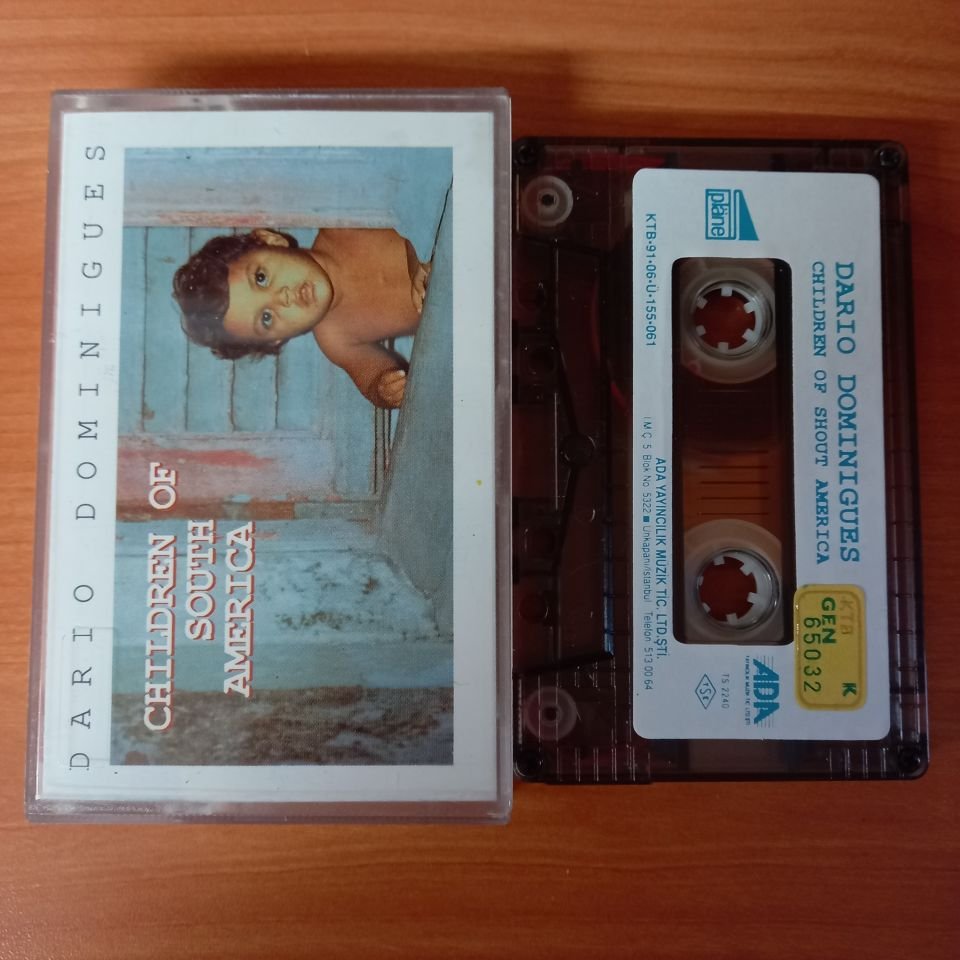 DARIO DOMINIGUES
CHILDREN OF
SOUTH
AMERICA
pläne
DARIO DOMINIGUES
CHILDREN OF SHOUT AMERICA
KTB•91•06•Ü•155•061
ADA YAYINCILIK MÜZİK TİC. LTD.ŞTİ.
İ.M.Ç. 5. Blok No: 5322 ■ Unkapanı/İstanbul Telefon: 513 00 64
KTB K
GEN
65032
ADA
TS 2240
TSE